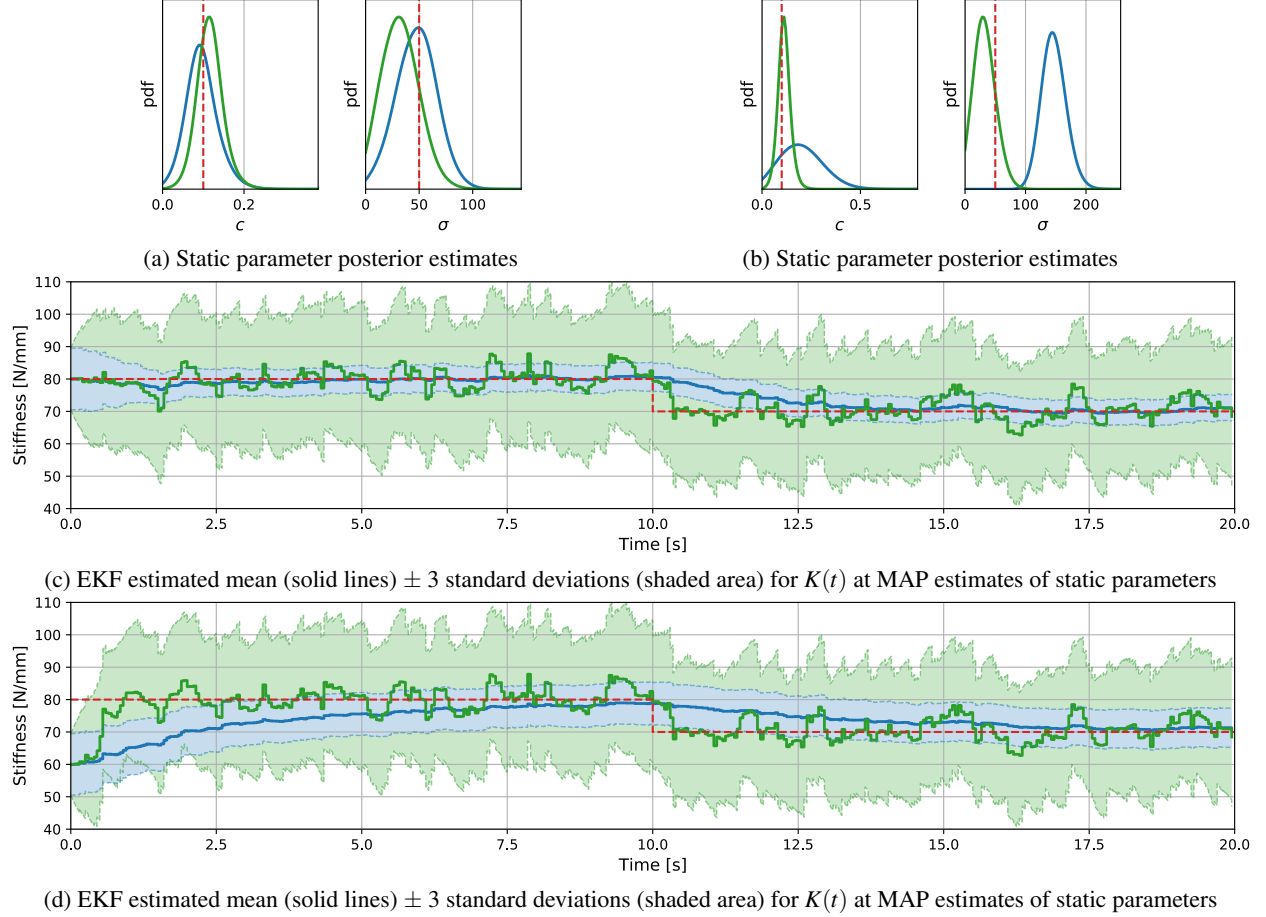 pdf
pdf
pdf
pdf
0.0 0.2
0 50 100
0.0 0.5
0 100 200
c
σ
c
σ
(a) Static parameter posterior estimates
(b) Static parameter posterior estimates
110
100
90
80
70
60
50
40
Stiffness [N/mm]
0.0 2.5 5.0 7.5 10.0 12.5 15.0 17.5 20.0
Time [s]
(c) EKF estimated mean (solid lines) ± 3 standard deviations (shaded area) for K(t) at MAP estimates of static parameters
110
100
90
80
70
60
50
40
Stiffness [N/mm]
0.0 2.5 5.0 7.5 10.0 12.5 15.0 17.5 20.0
Time [s]
(d) EKF estimated mean (solid lines) ± 3 standard deviations (shaded area) for K(t) at MAP estimates of static parameters